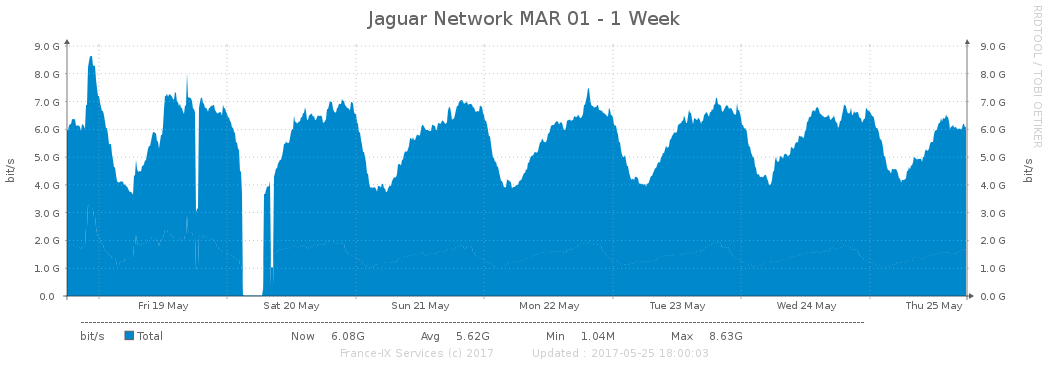 Jaguar Network MAR 01 - 1 Week
RRDTOOL / TOBI OETIKER
bit/s
bit/s
9.0 G 9.0 G
8.0 G 8.0 G
7.0 G 7.0 G
6.0 G 6.0 G
5.0 G 5.0 G
4.0 G 4.0 G
3.0 G 3.0 G
2.0 G 2.0 G
1.0 G 1.0 G
0.0 0.0 G
Fri 19 May Sat 20 May Sun 21 May Mon 22 May Tue 23 May Wed 24 May Thu 25 May
bit/s Total Now 6.08G Avg 5.62G Min 1.04M Max 8.63G
France-IX Services (c) 2017 Updated : 2017-05-25 18:00:03